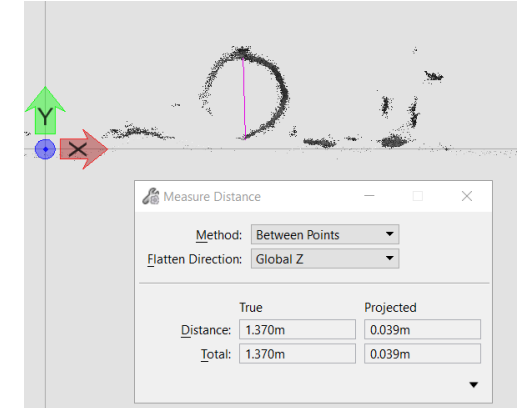 Y
X
Measure Distance
Method: Between Points
Flatten Direction: Global Z
True Projected
Distance: 1.370m 0.039m
Total: 1.370m 0.039m